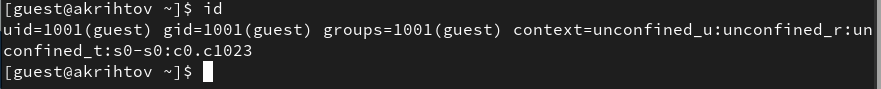 [guest@akrihtov ~]$ id
uid=1001(guest) gid=1001(guest) groups=1001(guest) context=unconfined_u:unconfined_r:un
confined_t:s0-s0:c0.c1023
[guest@akrihtov ~]$